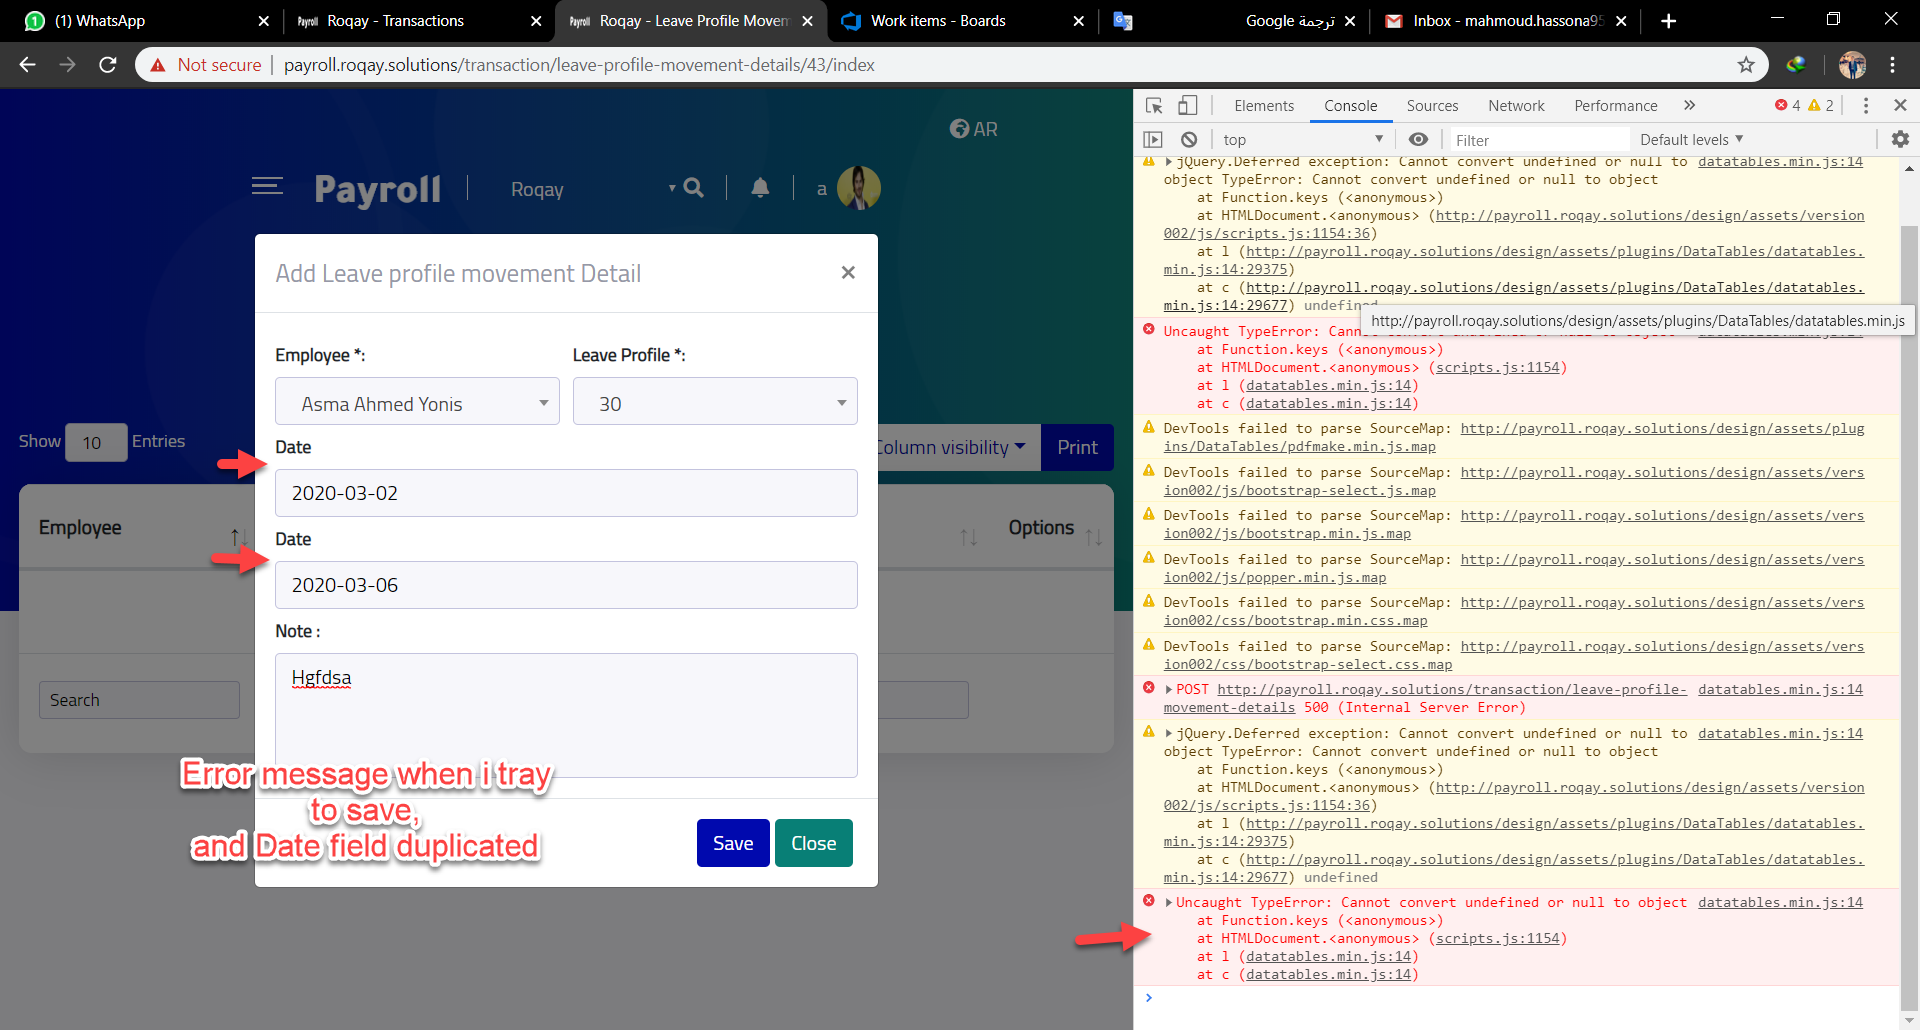 (1) WhatsApp
Payroll Roqay - Transactions
Payroll Roqay - Leave Profile Movem
Work items - Boards
ترجمة Google
Inbox - mahmoud.hassona95
Not secure payroll.roqay.solutions/transaction/leave-profile-movement-details/43/index
AR
Payroll Roqay a
Show 10 Entries
Column visibility Print
Employee Options
Search
Add Leave profile movement Detail
Employee *: Leave Profile *:
Asma Ahmed Yonis 30
Date
2020-03-02
Date
2020-03-06
Note :
Hgfdsa
Save Close
Error message when i tray
to save,
and Date field duplicated
Elements Console Sources Network Performance 4 2
top Filter Default levels
jQuery.Deferred exception: Cannot convert undefined or null to datatables.min.js:14
object TypeError: Cannot convert undefined or null to object
at Function.keys (<anonymous>)
at HTMLDocument.<anonymous> (http://payroll.roqay.solutions/design/assets/version
002/js/scripts.js:1154:36)
at l (http://payroll.roqay.solutions/design/assets/plugins/DataTables/datatables.
min.js:14:29375)
at c (http://payroll.roqay.solutions/design/assets/plugins/DataTables/datatables.
min.js:14:29677) undefined
http://payroll.roqay.solutions/design/assets/plugins/DataTables/datatables.min.js
Uncaught TypeError:
at Function.keys (<anonymous>)
at HTMLDocument.<anonymous> (scripts.js:1154)
at l (datatables.min.js:14)
at c (datatables.min.js:14)
DevTools failed to parse SourceMap: http://payroll.roqay.solutions/design/assets/plug
ins/DataTables/pdfmake.min.js.map
DevTools failed to parse SourceMap: http://payroll.roqay.solutions/design/assets/vers
ion002/js/bootstrap-select.js.map
DevTools failed to parse SourceMap: http://payroll.roqay.solutions/design/assets/vers
ion002/js/bootstrap.min.js.map
DevTools failed to parse SourceMap: http://payroll.roqay.solutions/design/assets/vers
ion002/js/popper.min.js.map
DevTools failed to parse SourceMap: http://payroll.roqay.solutions/design/assets/vers
ion002/css/bootstrap.min.css.map
DevTools failed to parse SourceMap: http://payroll.roqay.solutions/design/assets/vers
ion002/css/bootstrap-select.css.map
POST http://payroll.roqay.solutions/transaction/leave-profile- datatables.min.js:14
movement-details 500 (Internal Server Error)
jQuery.Deferred exception: Cannot convert undefined or null to datatables.min.js:14
object TypeError: Cannot convert undefined or null to object
at Function.keys (<anonymous>)
at HTMLDocument.<anonymous> (http://payroll.roqay.solutions/design/assets/version
002/js/scripts.js:1154:36)
at l (http://payroll.roqay.solutions/design/assets/plugins/DataTables/datatables.
min.js:14:29375)
at c (http://payroll.roqay.solutions/design/assets/plugins/DataTables/datatables.
min.js:14:29677) undefined
Uncaught TypeError: Cannot convert undefined or null to object datatables.min.js:14
at Function.keys (<anonymous>)
at HTMLDocument.<anonymous> (scripts.js:1154)
at l (datatables.min.js:14)
at c (datatables.min.js:14)